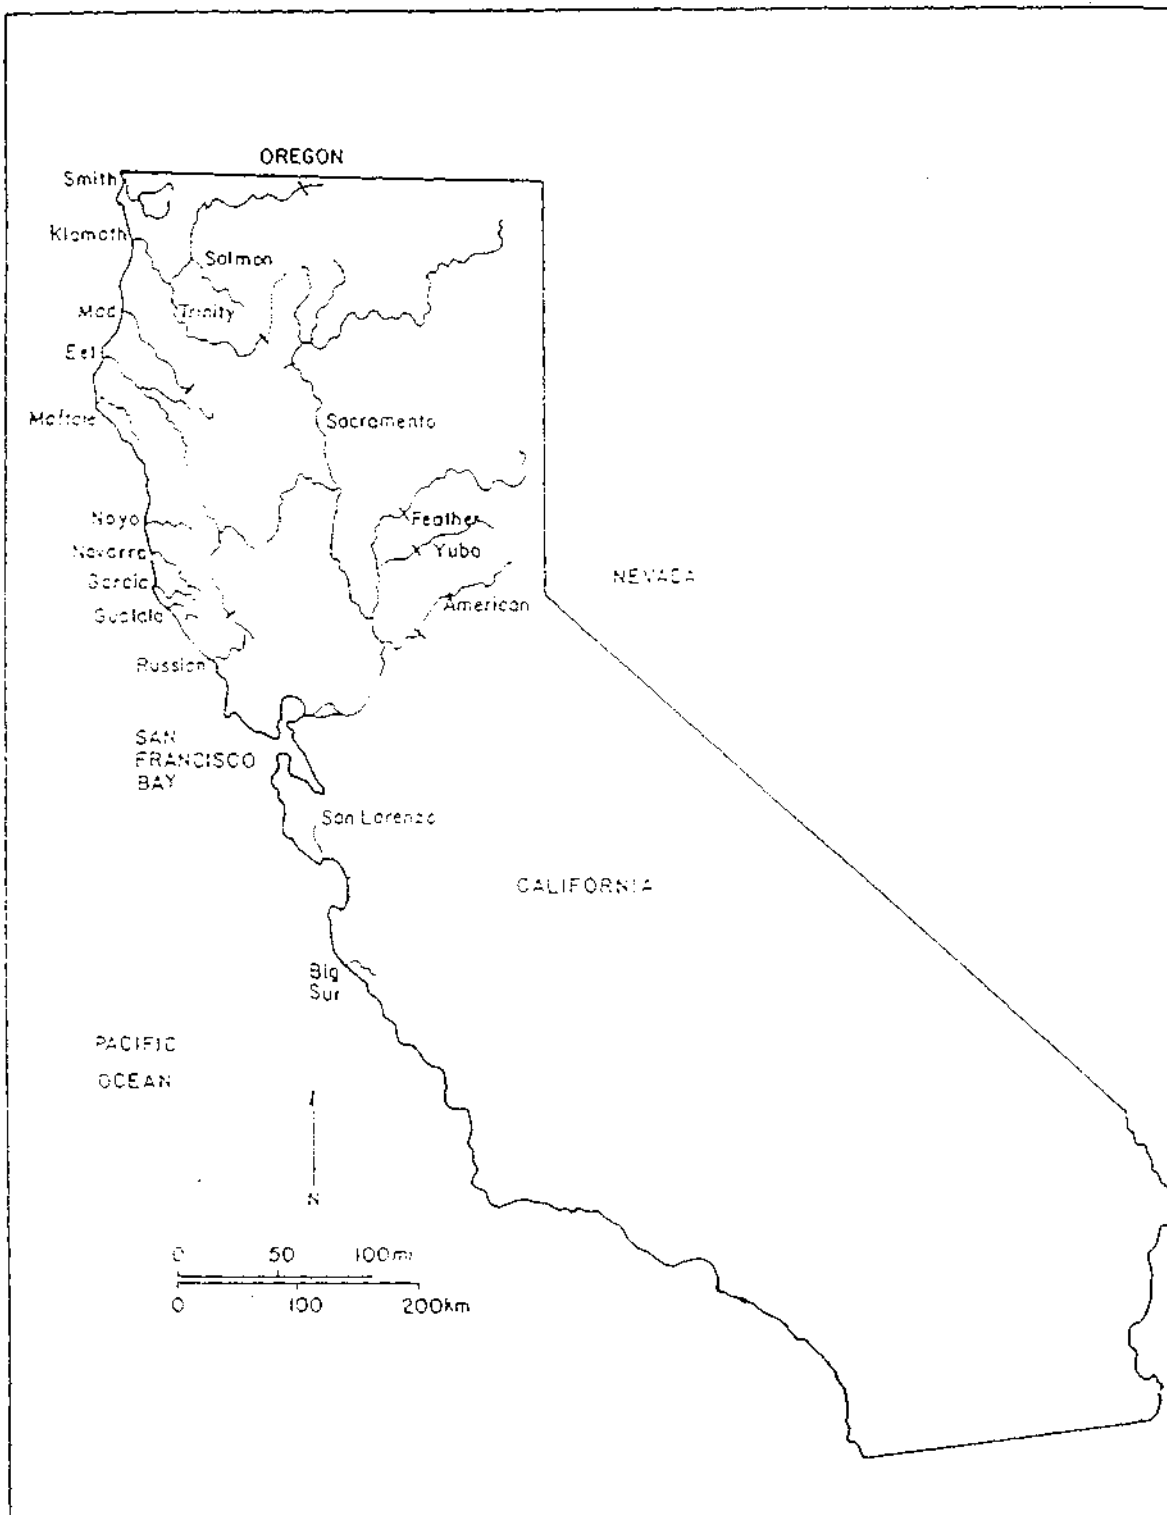 OREGON
Smith
Klamath
Salmon
Mad
Trinity
Eel
Mattole
Sacramento
Noyo
Feather
Navarro
Yuba
NEVADA
Garcia
American
Gualala
Russian
SAN
FRANCISCO
BAY
San Lorenzo
CALIFORNIA
Big
Sur
PACIFIC
OCEAN
N
0 50 100mi
0 100 200km